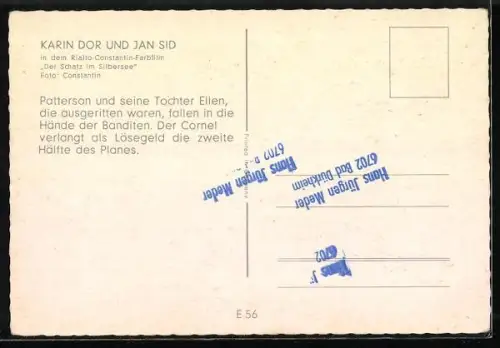 KARIN DOR UND JAN SID
in dem Rialto-Constantin-Farbfilm
„Der Schatz im Silbersee"
Foto: Constantin
Patterson und seine Tochter Ellen,
die ausgeritten waren, fallen in die
Hände der Banditen. Der Cornel
verlangt als Lösegeld die zweite
Hälfte des Planes.
Hans Jürgen Meder
6702
Hans Jürgen Meder
6702 Bad Dürkheim
Hans J
6702
E 56